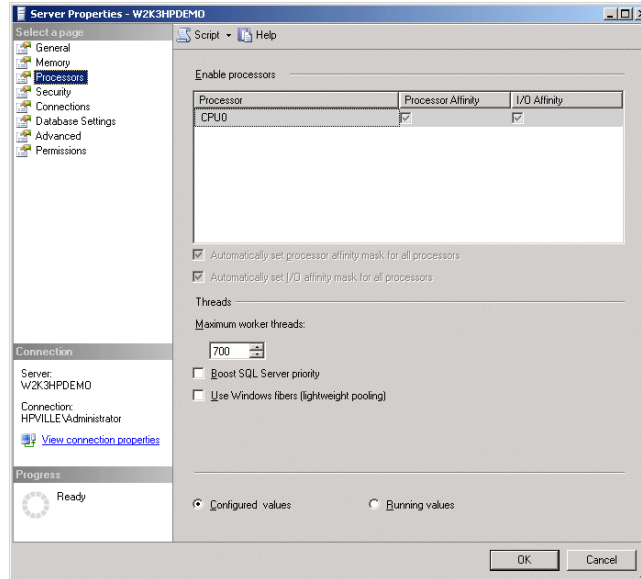 Server Properties - W2K3HPDEMO
Select a page
General
Memory
Processors
Security
Connections
Database Settings
Advanced
Permissions
Script Help
Enable processors
Processor Processor Affinity I/O Affinity
CPU0
Automatically set processor affinity mask for all processors
Automatically set I/O affinity mask for all processors
Threads
Maximum worker threads:
700
Boost SQL Server priority
Use Windows fibers (lightweight pooling)
Connection
Server:
W2K3HPDEMO
Connection:
HPVILLE\Administrator
View connection properties
Progress
Ready
Configured values Running values
OK Cancel